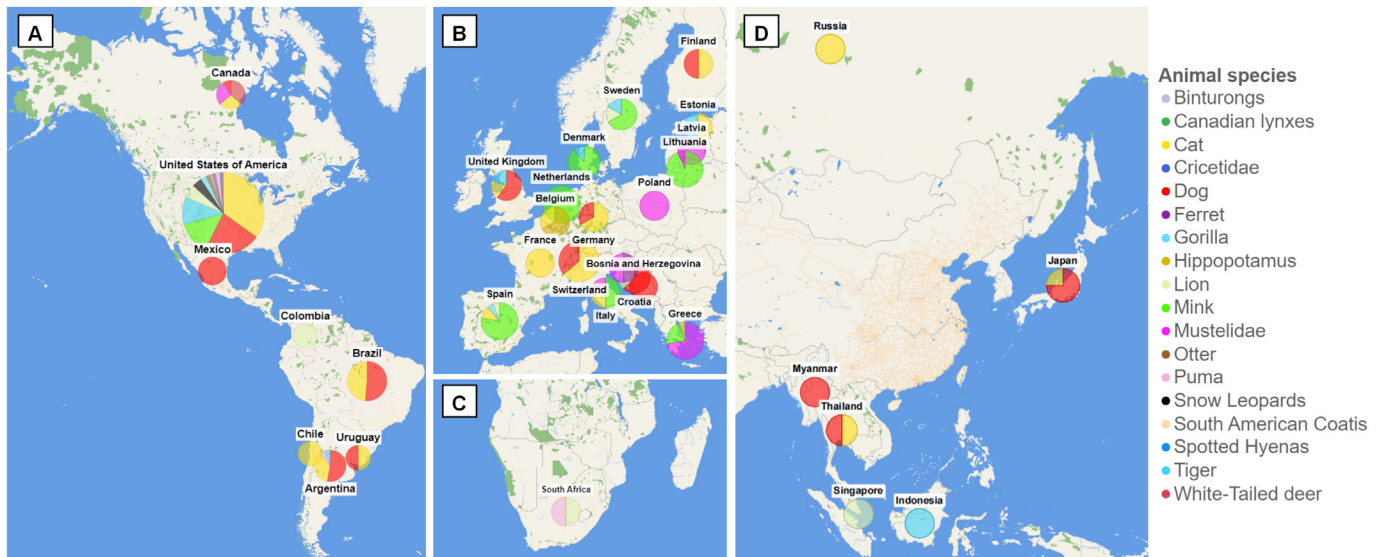 A
Canada
United States of America
Mexico
Colombia
Brazil
Chile
Uruguay
Argentina
B
Finland
Sweden
Estonia
Latvia
Denmark
Lithuania
United Kingdom
Netherlands
Poland
Belgium
France
Germany
Bosnia and Herzegovina
Spain
Switzerland
Croatia
Italy
Greece
C
South Africa
D
Russia
Japan
Myanmar
Thailand
Singapore
Indonesia
Animal species
Binturongs
Canadian lynxes
Cat
Cricetidae
Dog
Ferret
Gorilla
Hippopotamus
Lion
Mink
Mustelidae
Otter
Puma
Snow Leopards
South American Coatis
Spotted Hyenas
Tiger
White-Tailed deer